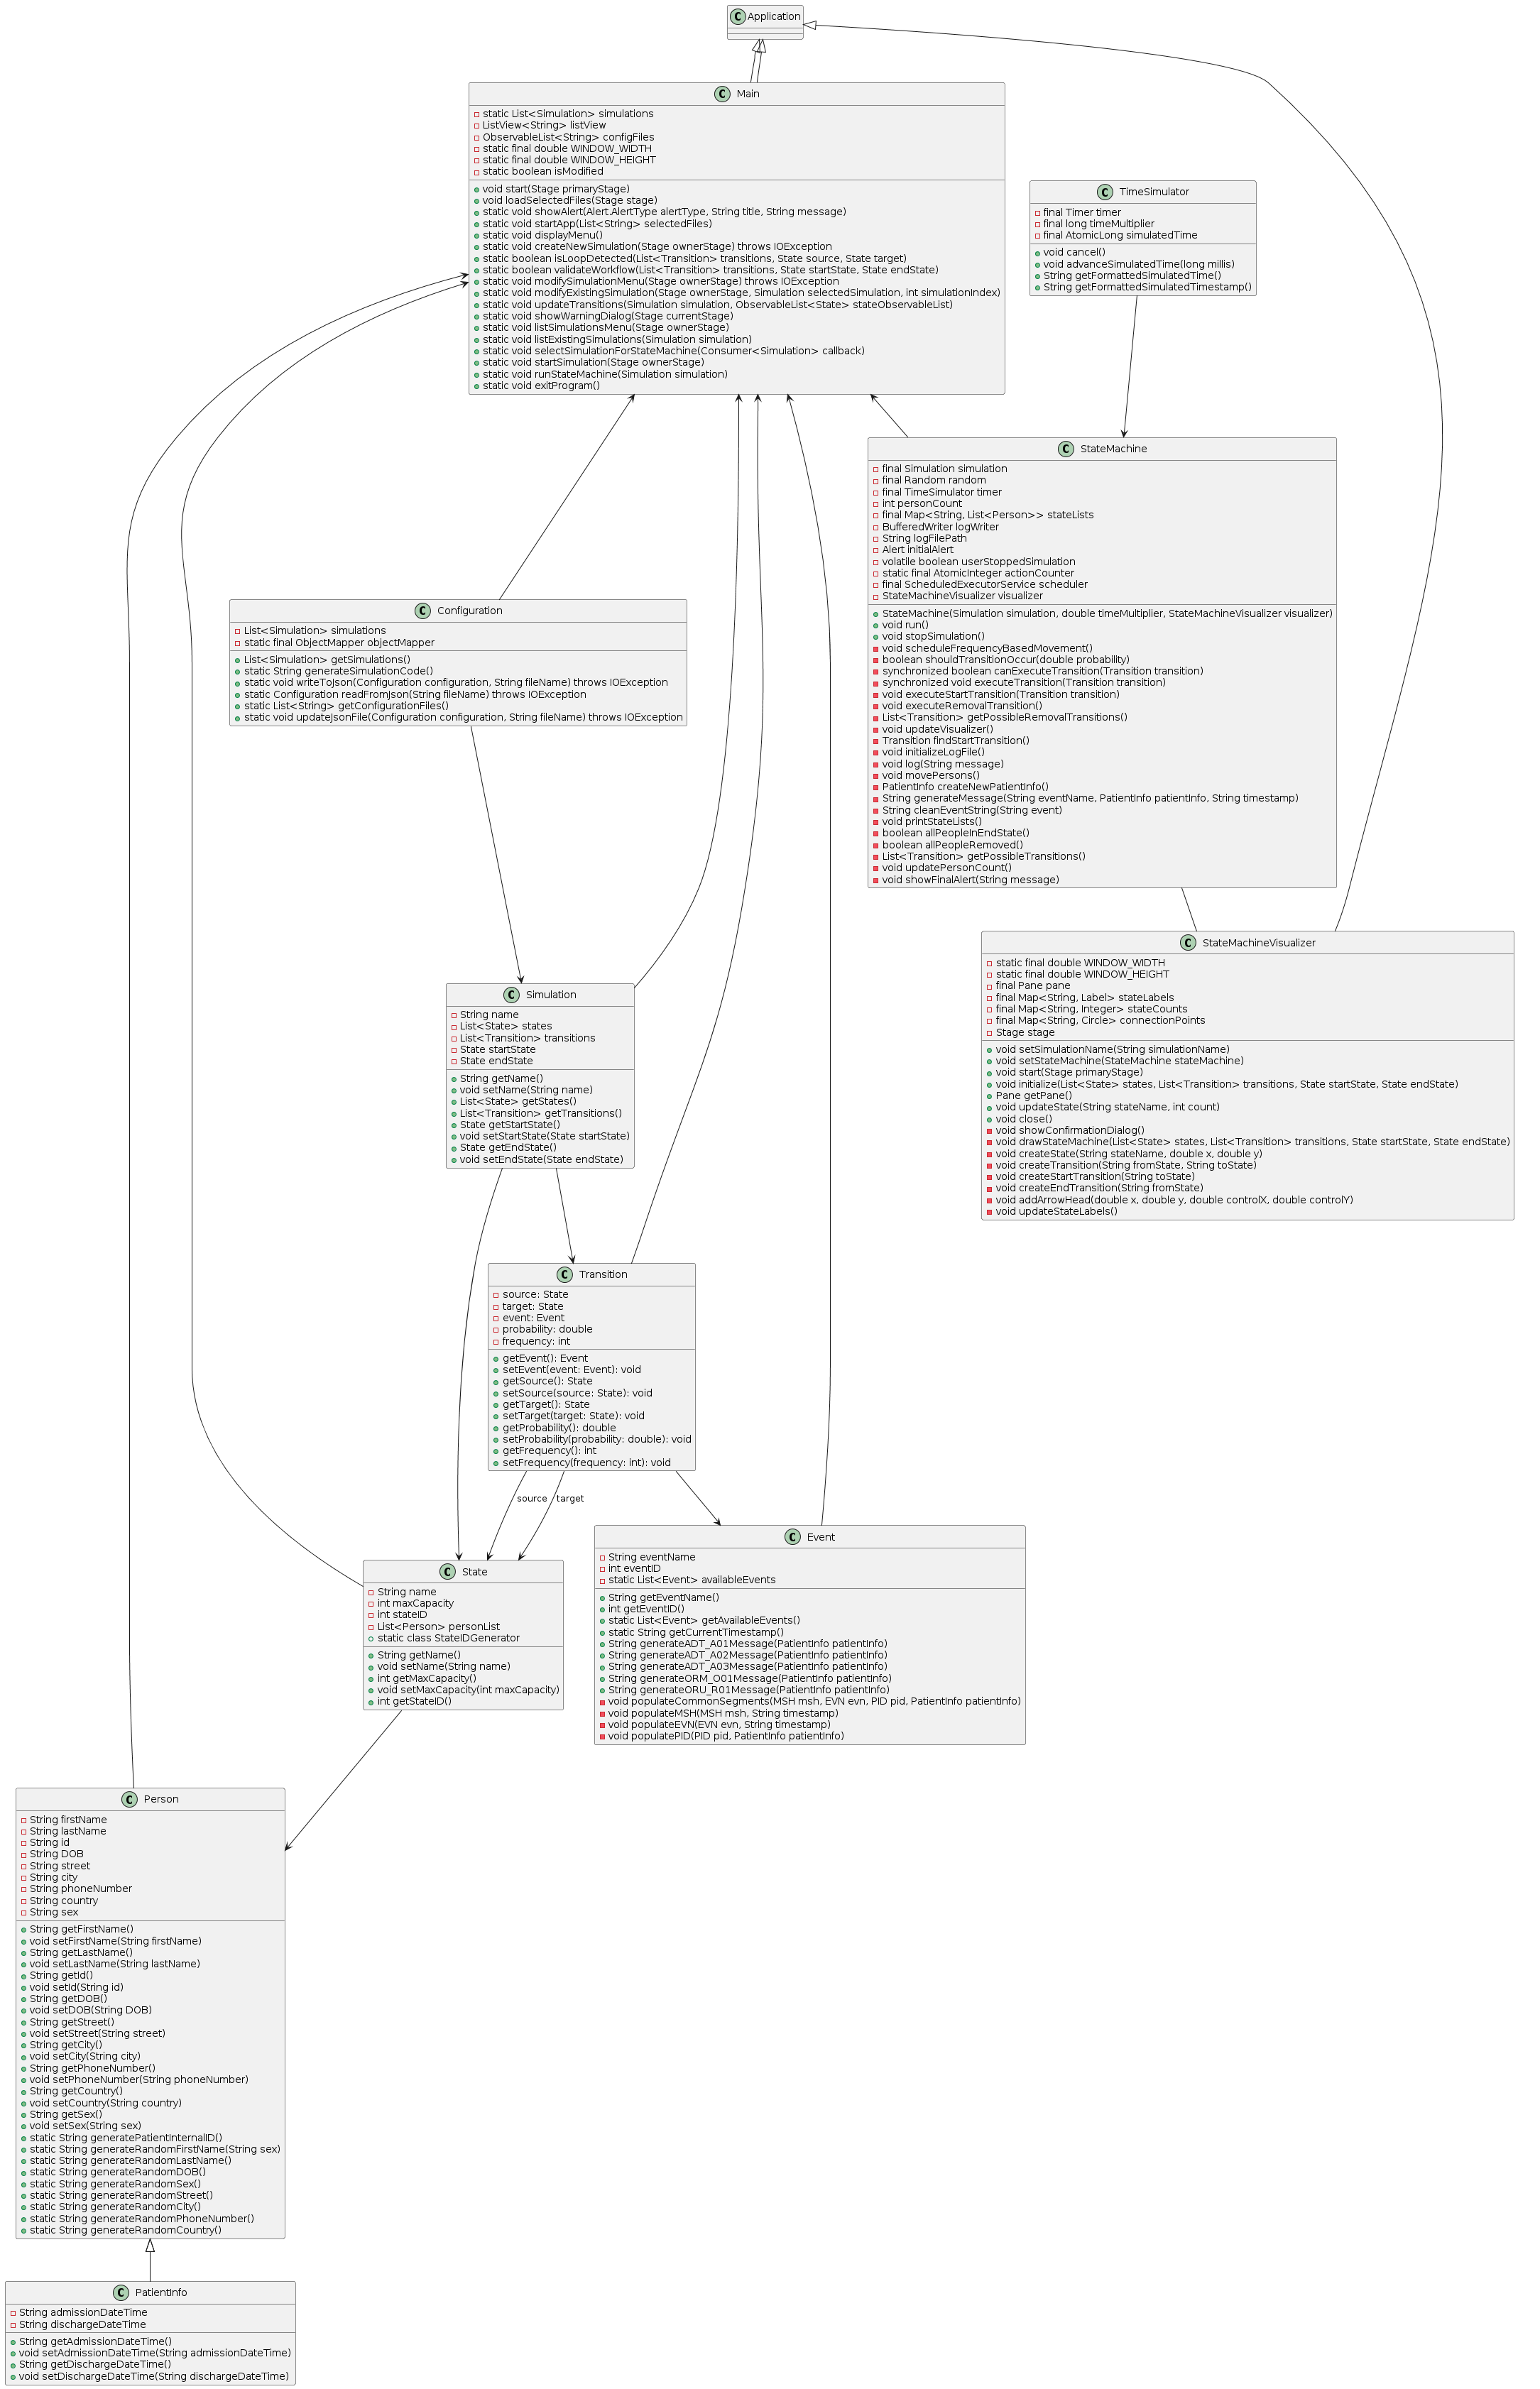 C Application
C Main
static List<Simulation> simulations
ListView<String> listView
ObservableList<String> configFiles
static final double WINDOW_WIDTH
static final double WINDOW_HEIGHT
static boolean isModified
void start(Stage primaryStage)
void loadSelectedFiles(Stage stage)
static void showAlert(Alert.AlertType alertType, String title, String message)
static void startApp(List<String> selectedFiles)
static void displayMenu()
static void createNewSimulation(Stage ownerStage) throws IOException
static boolean isLoopDetected(List<Transition> transitions, State source, State target)
static boolean validateWorkflow(List<Transition> transitions, State startState, State endState)
static void modifySimulationMenu(Stage ownerStage) throws IOException
static void modifyExistingSimulation(Stage ownerStage, Simulation selectedSimulation, int simulationIndex)
static void updateTransitions(Simulation simulation, ObservableList<State> stateObservableList)
static void showWarningDialog(Stage currentStage)
static void listSimulationsMenu(Stage ownerStage)
static void listExistingSimulations(Simulation simulation)
static void selectSimulationForStateMachine(Consumer<Simulation> callback)
static void startSimulation(Stage ownerStage)
static void runStateMachine(Simulation simulation)
static void exitProgram()
C TimeSimulator
final Timer timer
final long timeMultiplier
final AtomicLong simulatedTime
void cancel()
void advanceSimulatedTime(long millis)
String getFormattedSimulatedTime()
String getFormattedSimulatedTimestamp()
C StateMachine
final Simulation simulation
final Random random
final TimeSimulator timer
int personCount
final Map<String, List<Person>> stateLists
BufferedWriter logWriter
String logFilePath
Alert initialAlert
volatile boolean userStoppedSimulation
static final AtomicInteger actionCounter
final ScheduledExecutorService scheduler
StateMachineVisualizer visualizer
StateMachine(Simulation simulation, double timeMultiplier, StateMachineVisualizer visualizer)
void run()
void stopSimulation()
void scheduleFrequencyBasedMovement()
boolean shouldTransitionOccur(double probability)
synchronized boolean canExecuteTransition(Transition transition)
synchronized void executeTransition(Transition transition)
void executeStartTransition(Transition transition)
void executeRemovalTransition()
List<Transition> getPossibleRemovalTransitions()
void updateVisualizer()
Transition findStartTransition()
void initializeLogFile()
void log(String message)
void movePersons()
PatientInfo createNewPatientInfo()
String generateMessage(String eventName, PatientInfo patientInfo, String timestamp)
String cleanEventString(String event)
void printStateLists()
boolean allPeopleInEndState()
boolean allPeopleRemoved()
List<Transition> getPossibleTransitions()
void updatePersonCount()
void showFinalAlert(String message)
C Configuration
List<Simulation> simulations
static final ObjectMapper objectMapper
List<Simulation> getSimulations()
static String generateSimulationCode()
static void writeToJson(Configuration configuration, String fileName) throws IOException
static Configuration readFromJson(String fileName) throws IOException
static List<String> getConfigurationFiles()
static void updateJsonFile(Configuration configuration, String fileName) throws IOException
C StateMachineVisualizer
static final double WINDOW_WIDTH
static final double WINDOW_HEIGHT
final Pane pane
final Map<String, Label> stateLabels
final Map<String, Integer> stateCounts
final Map<String, Circle> connectionPoints
Stage stage
void setSimulationName(String simulationName)
void setStateMachine(StateMachine stateMachine)
void start(Stage primaryStage)
void initialize(List<State> states, List<Transition> transitions, State startState, State endState)
Pane getPane()
void updateState(String stateName, int count)
void close()
void showConfirmationDialog()
void drawStateMachine(List<State> states, List<Transition> transitions, State startState, State endState)
void createState(String stateName, double x, double y)
void createTransition(String fromState, String toState)
void createStartTransition(String toState)
void createEndTransition(String fromState)
void addArrowHead(double x, double y, double controlX, double controlY)
void updateStateLabels()
C Simulation
String name
List<State> states
List<Transition> transitions
State startState
State endState
String getName()
void setName(String name)
List<State> getStates()
List<Transition> getTransitions()
State getStartState()
void setStartState(State startState)
State getEndState()
void setEndState(State endState)
C Transition
source: State
target: State
event: Event
probability: double
frequency: int
getEvent(): Event
setEvent(event: Event): void
getSource(): State
setSource(source: State): void
getTarget(): State
setTarget(target: State): void
getProbability(): double
setProbability(probability: double): void
getFrequency(): int
setFrequency(frequency: int): void
source target
C Event
String eventName
int eventID
static List<Event> availableEvents
String getEventName()
int getEventID()
static List<Event> getAvailableEvents()
static String getCurrentTimestamp()
String generateADT_A01Message(PatientInfo patientInfo)
String generateADT_A02Message(PatientInfo patientInfo)
String generateADT_A03Message(PatientInfo patientInfo)
String generateORM_O01Message(PatientInfo patientInfo)
String generateORU_R01Message(PatientInfo patientInfo)
void populateCommonSegments(MSH msh, EVN evn, PID pid, PatientInfo patientInfo)
void populateMSH(MSH msh, String timestamp)
void populateEVN(EVN evn, String timestamp)
void populatePID(PID pid, PatientInfo patientInfo)
C State
String name
int maxCapacity
int stateID
List<Person> personList
static class StateIDGenerator
String getName()
void setName(String name)
int getMaxCapacity()
void setMaxCapacity(int maxCapacity)
int getStateID()
C Person
String firstName
String lastName
String id
String DOB
String street
String city
String phoneNumber
String country
String sex
String getFirstName()
void setFirstName(String firstName)
String getLastName()
void setLastName(String lastName)
String getId()
void setId(String id)
String getDOB()
void setDOB(String DOB)
String getStreet()
void setStreet(String street)
String getCity()
void setCity(String city)
String getPhoneNumber()
void setPhoneNumber(String phoneNumber)
String getCountry()
void setCountry(String country)
String getSex()
void setSex(String sex)
static String generatePatientInternalID()
static String generateRandomFirstName(String sex)
static String generateRandomLastName()
static String generateRandomDOB()
static String generateRandomSex()
static String generateRandomStreet()
static String generateRandomCity()
static String generateRandomPhoneNumber()
static String generateRandomCountry()
C PatientInfo
String admissionDateTime
String dischargeDateTime
String getAdmissionDateTime()
void setAdmissionDateTime(String admissionDateTime)
String getDischargeDateTime()
void setDischargeDateTime(String dischargeDateTime)